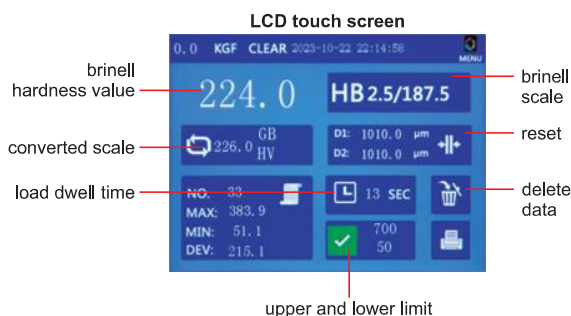 LCD touch screen
0.0 KGF CLEAR 2023-10-22 22:14:58
MENU
brinell
hardness value
224.0
HB 2.5/187.5
brinell
scale
converted scale
226.0 GB
HV
D1: 1010.0 μm
D2: 1010.0 μm
reset
load dwell time
NO. 33
MAX: 383.9
MIN: 51.1
DEV: 215.1
13 SEC
delete
data
700
50
upper and lower limit